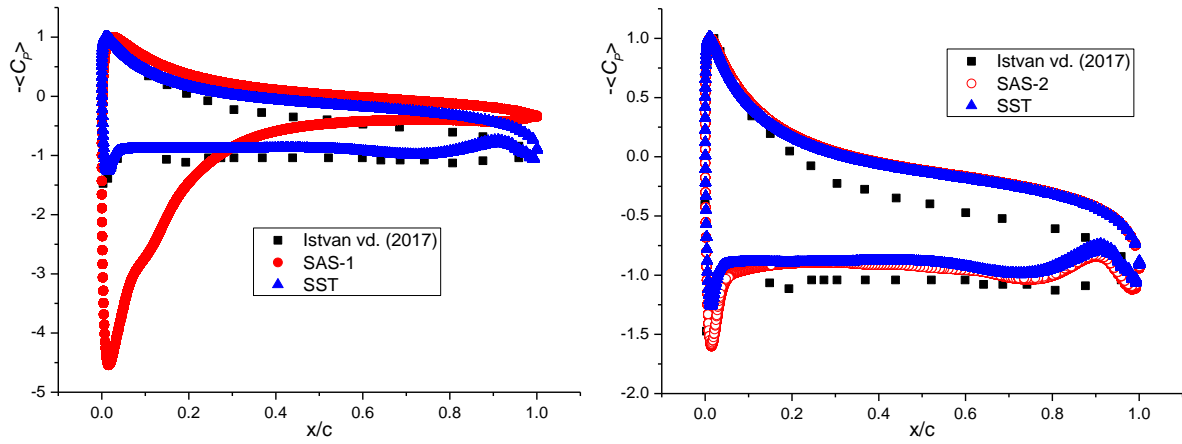 1
0
-1
-2
-3
-4
-5
-<C_P>
0.0 0.2 0.4 0.6 0.8 1.0
x/c
Istvan vd. (2017)
SAS-1
SST
1.0
0.5
0.0
-0.5
-1.0
-1.5
-2.0
-<C_P>
0.0 0.2 0.4 0.6 0.8 1.0
x/c
Istvan vd. (2017)
SAS-2
SST